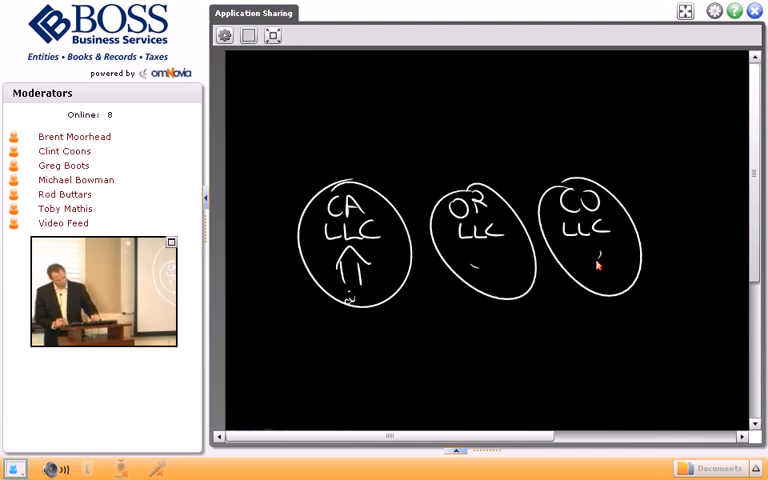 BOSS
Business Services
Entities • Books & Records • Taxes
powered by omNovia
Moderators
Online: 8
Brent Moorhead
Clint Coons
Greg Boots
Michael Bowman
Rod Buttars
Toby Mathis
Video Feed
Application Sharing
CA
LLC
OR
LLC
CO
LLC
Documents